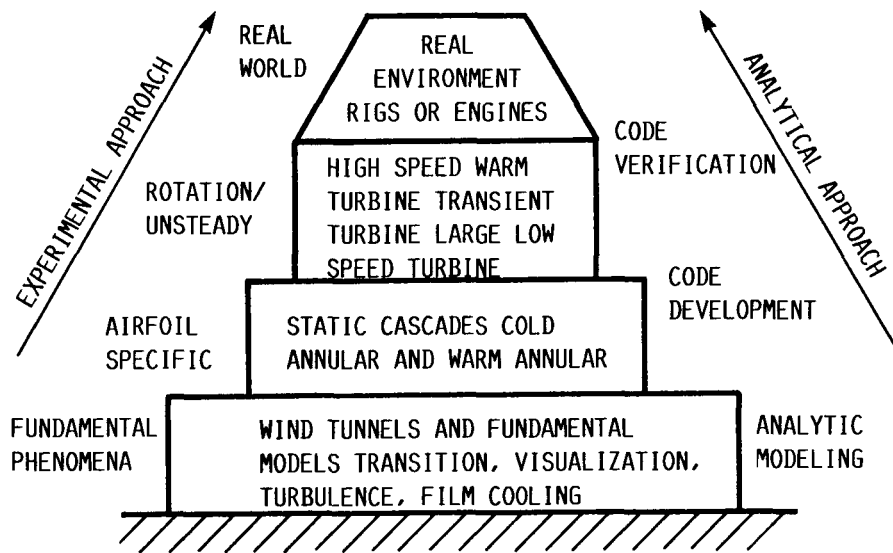 REAL
WORLD
REAL
ENVIRONMENT
RIGS OR ENGINES
EXPERIMENTAL APPROACH
ANALYTICAL APPROACH
CODE
VERIFICATION
ROTATION/
UNSTEADY
HIGH SPEED WARM
TURBINE TRANSIENT
TURBINE LARGE LOW
SPEED TURBINE
CODE
DEVELOPMENT
AIRFOIL
SPECIFIC
STATIC CASCADES COLD
ANNULAR AND WARM ANNULAR
FUNDAMENTAL
PHENOMENA
WIND TUNNELS AND FUNDAMENTAL
MODELS TRANSITION, VISUALIZATION,
TURBULENCE, FILM COOLING
ANALYTIC
MODELING